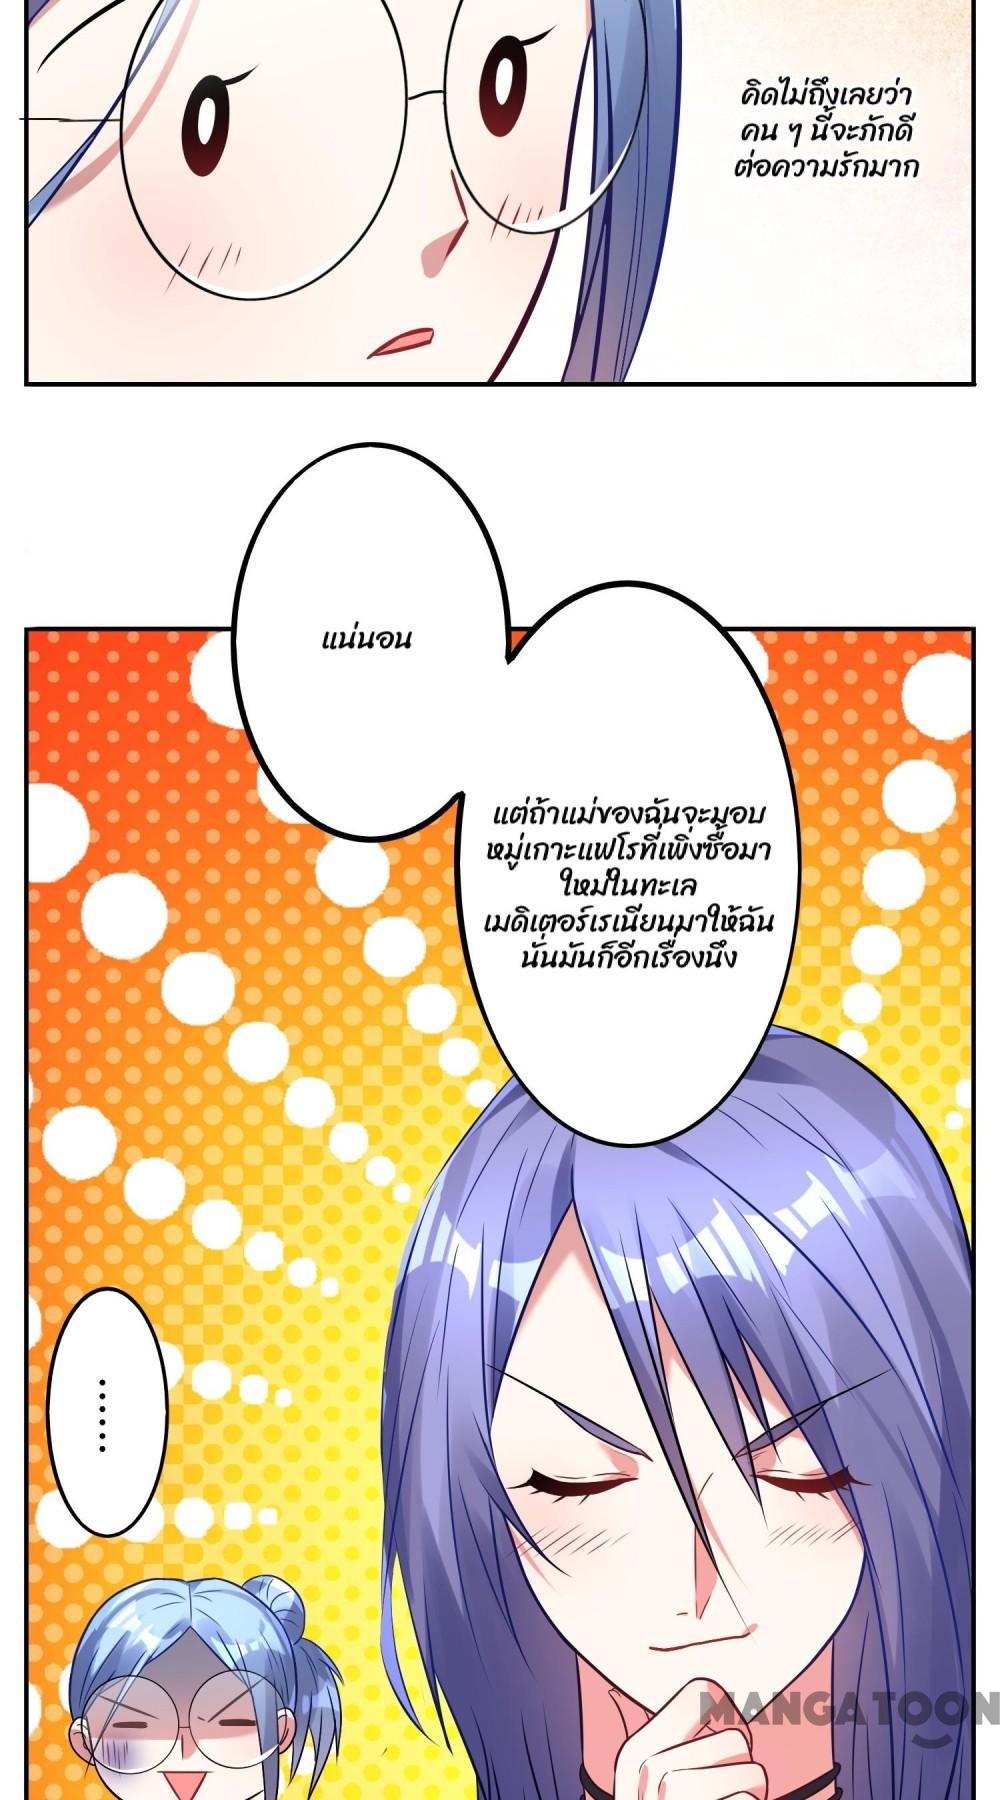 คิดไม่ถึงเลยว่า
คน ๆ นี้จะภักดี
ต่อความรักมาก
แน่นอน
แต่ถ้าแม่ของฉันจะมอบ
หมู่เกาะแฟโรที่เพิ่งซื้อมา
ใหม่ในทะเล
เมดิเตอร์เรเนียนมาให้ฉัน
นั่นมันก็อีกเรื่องนึง
......
MANGATOON